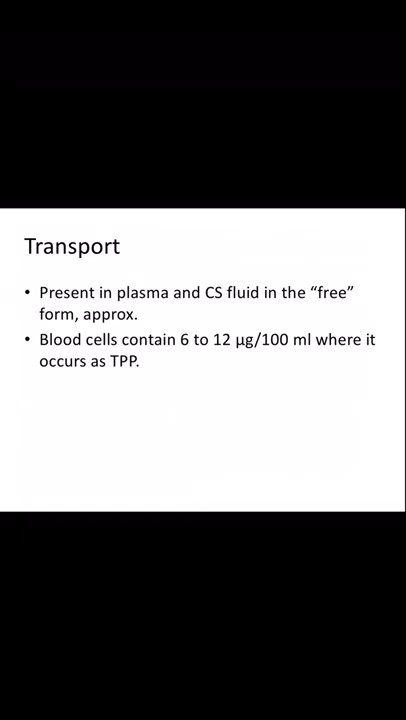 Transport
• Present in plasma and CS fluid in the “free”
form, approx.
• Blood cells contain 6 to 12 µg/100 ml where it
occurs as TPP.